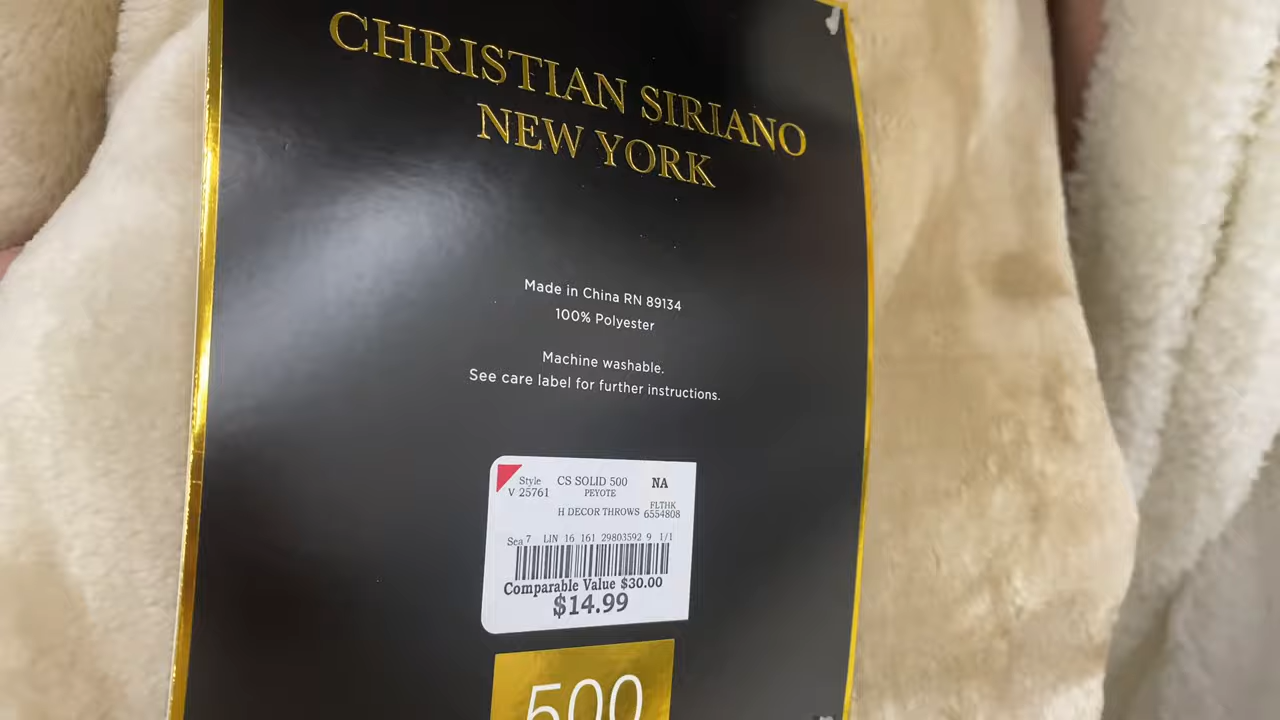 CHRISTIAN SIRIANO
NEW YORK
Made in China RN 89134
100% Polyester
Machine washable.
See care label for further instructions.
Style CS SOLID 500 NA
V 25761 PEYOTE
FLTHK
H DECOR THROWS 6554808
Sea 7 LIN 16 161 29803592 9 1/1
Comparable Value $30.00
$14.99
500